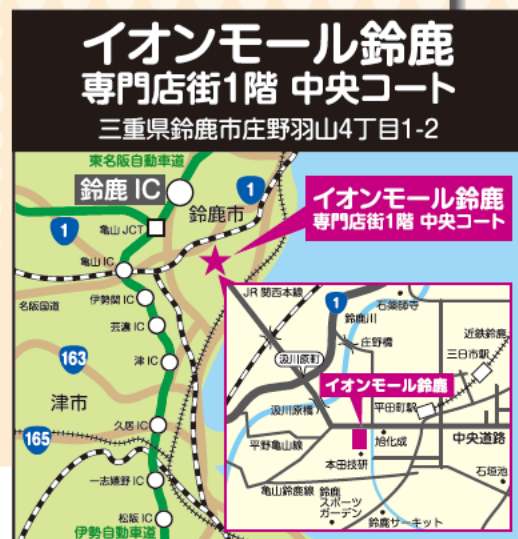 イオンモール鈴鹿
専門店街1階 中央コート
三重県鈴鹿市庄野羽山4丁目1-2
東名阪自動車道
鈴鹿 IC
1
鈴鹿市
イオンモール鈴鹿
専門店街1階 中央コート
1
亀山 JCT
亀山 IC
名阪国道
伊勢関 IC
芸濃 IC
163
津 IC
津市
久居 IC
165
一志嬉野 IC
松阪 IC
伊勢自動車道
JR 関西本線
1
石薬師寺
鈴鹿川
庄野橋
近鉄鈴鹿
三日市駅
汲川原町
イオンモール鈴鹿
汲川原橋
平田町駅
平野亀山線
旭化成
中央道路
本田技研
石垣池
亀山鈴鹿線
鈴鹿
スポーツ
ガーデン
鈴鹿サーキット